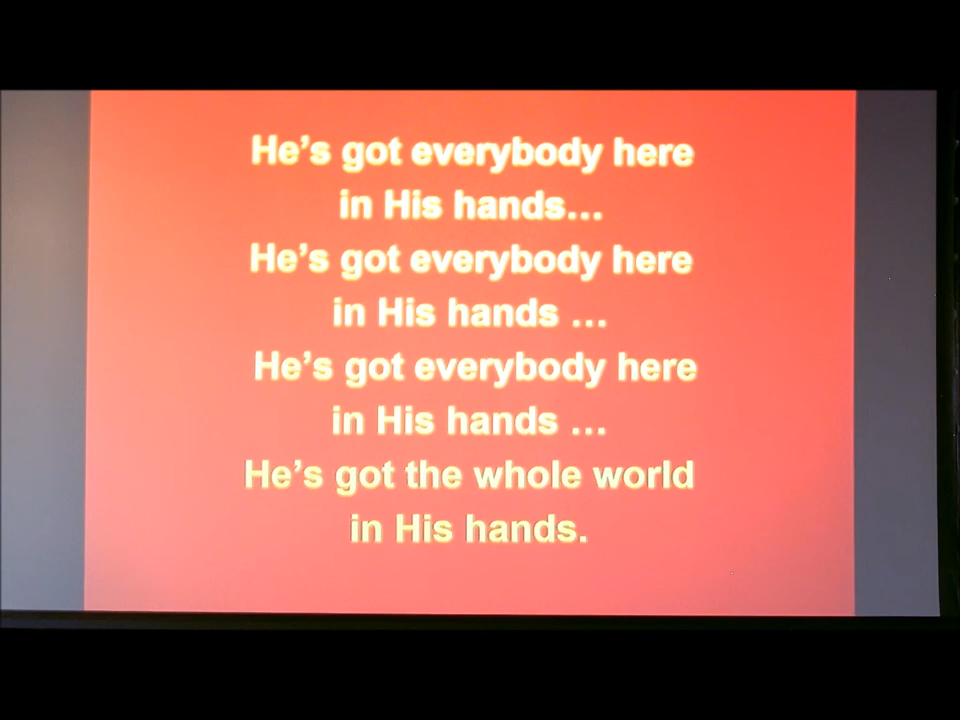 He’s got everybody here
in His hands…
He’s got everybody here
in His hands …
He’s got everybody here
in His hands …
He’s got the whole world
in His hands.